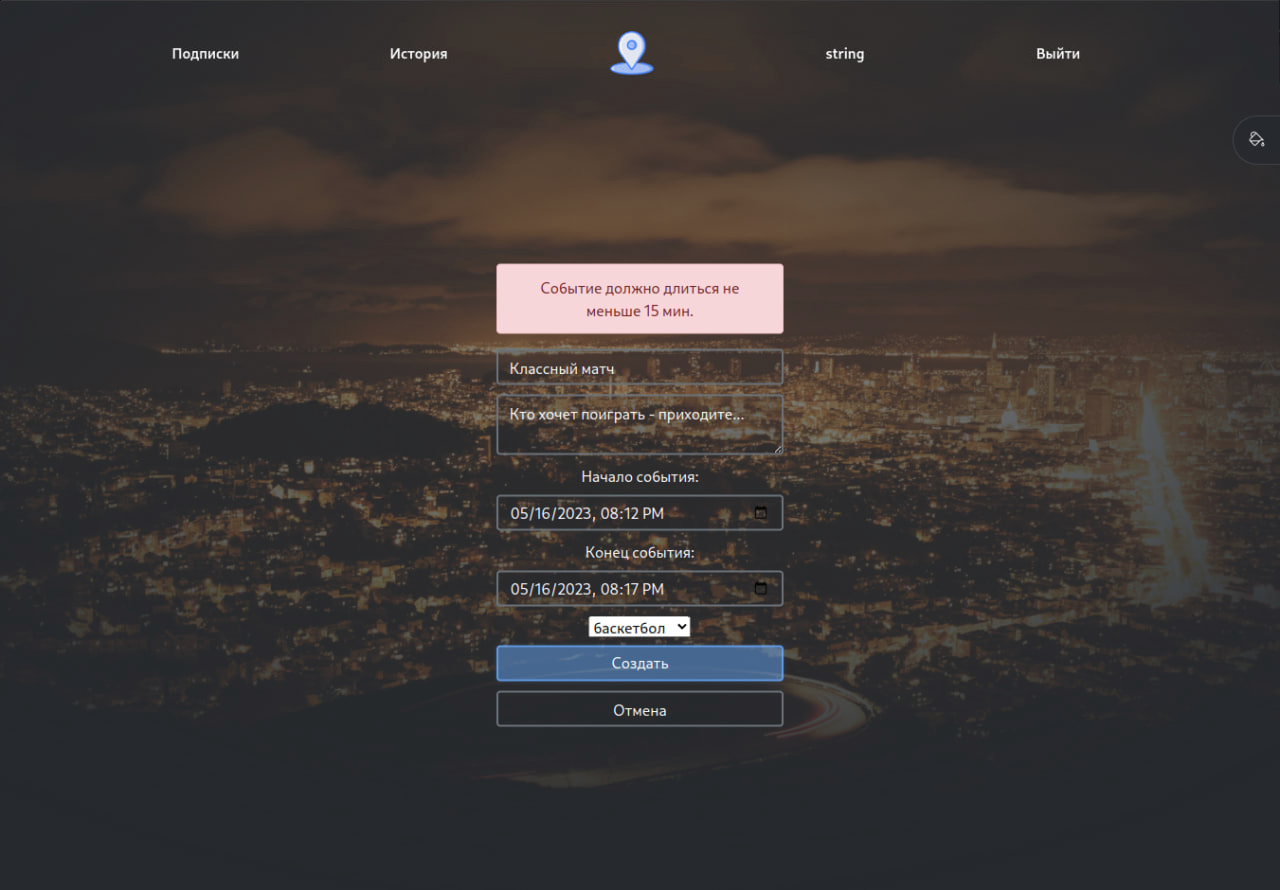 Подписки
История
string
Выйти
Событие должно длиться не
меньше 15 мин.
Классный матч
Кто хочет поиграть - приходите...
Начало события:
05/16/2023, 08:12 PM
Конец события:
05/16/2023, 08:17 PM
баскетбол
Создать
Отмена